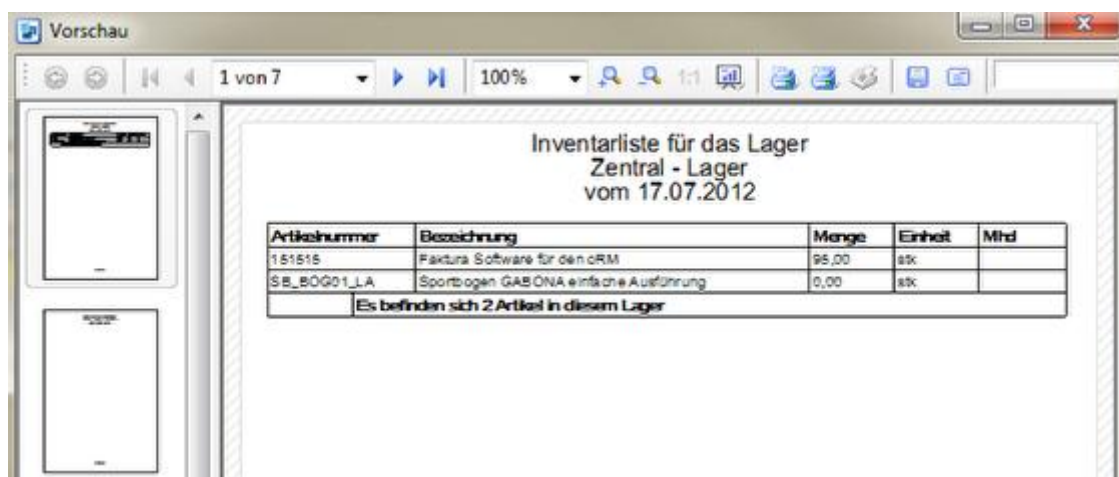 Vorschau
1 von 7 100% 1:1
Inventarliste für das Lager
Zentral - Lager
vom 17.07.2012
Artikelnummer Bezeichnung Menge Einheit Mhd
151515 Faktura Software für den cRM 95,00 stk
SB_BOG01_LA Sportbogen GABONA einfache Ausführung 0,00 stk
Es befinden sich 2 Artikel in diesem Lager